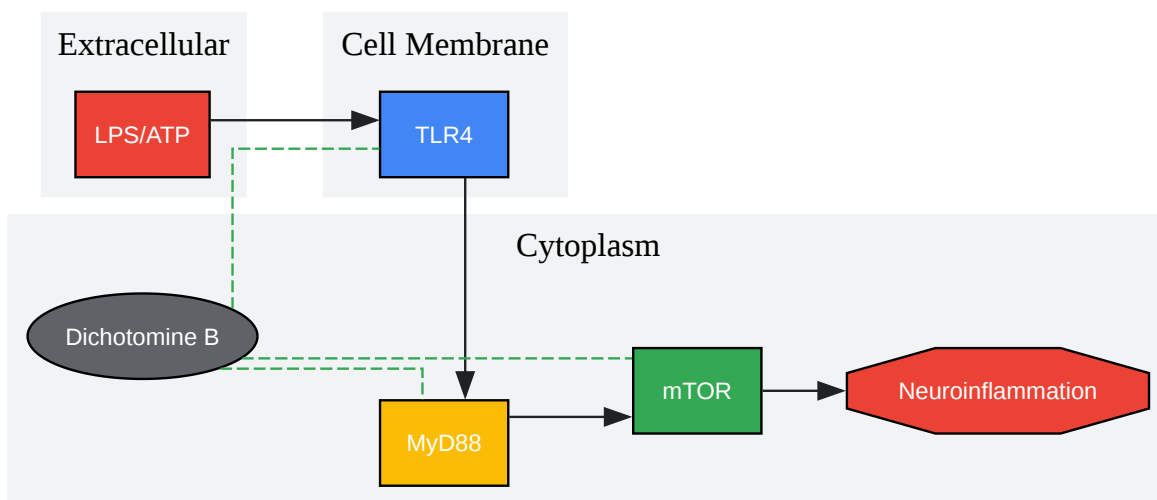 Extracellular
Cell Membrane
LPS/ATP
TLR4
Cytoplasm
Dichotomine B
mTOR
Neuroinflammation
MyD88